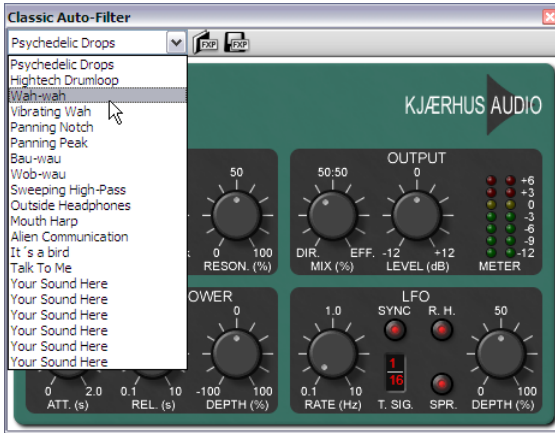 Classic Auto-Filter
Psychedelic Drops
FXP FXP
Psychedelic Drops
Hightech Drumloop
Wah-wah
Vibrating Wah
Panning Notch
Panning Peak
Bau-wau
Wob-wau
Sweeping High-Pass
Outside Headphones
Mouth Harp
Alien Communication
It´s a bird
Talk To Me
Your Sound Here
Your Sound Here
Your Sound Here
Your Sound Here
Your Sound Here
Your Sound Here
KJÆRHUS AUDIO
50
0 100
RESON. (%)
OUTPUT
50:50 0
DIR. EFF. -12 +12
MIX (%) LEVEL (dB) METER
+6
+3
0
-3
-6
-9
-12
OWER
0
0 2.0 0.1 10 -100 100
ATT. (s) REL. (s) DEPTH (%)
LFO
1.0 SYNC R. H. 50
1
16
0.1 10 0 100
RATE (Hz) T. SIG. SPR. DEPTH (%)